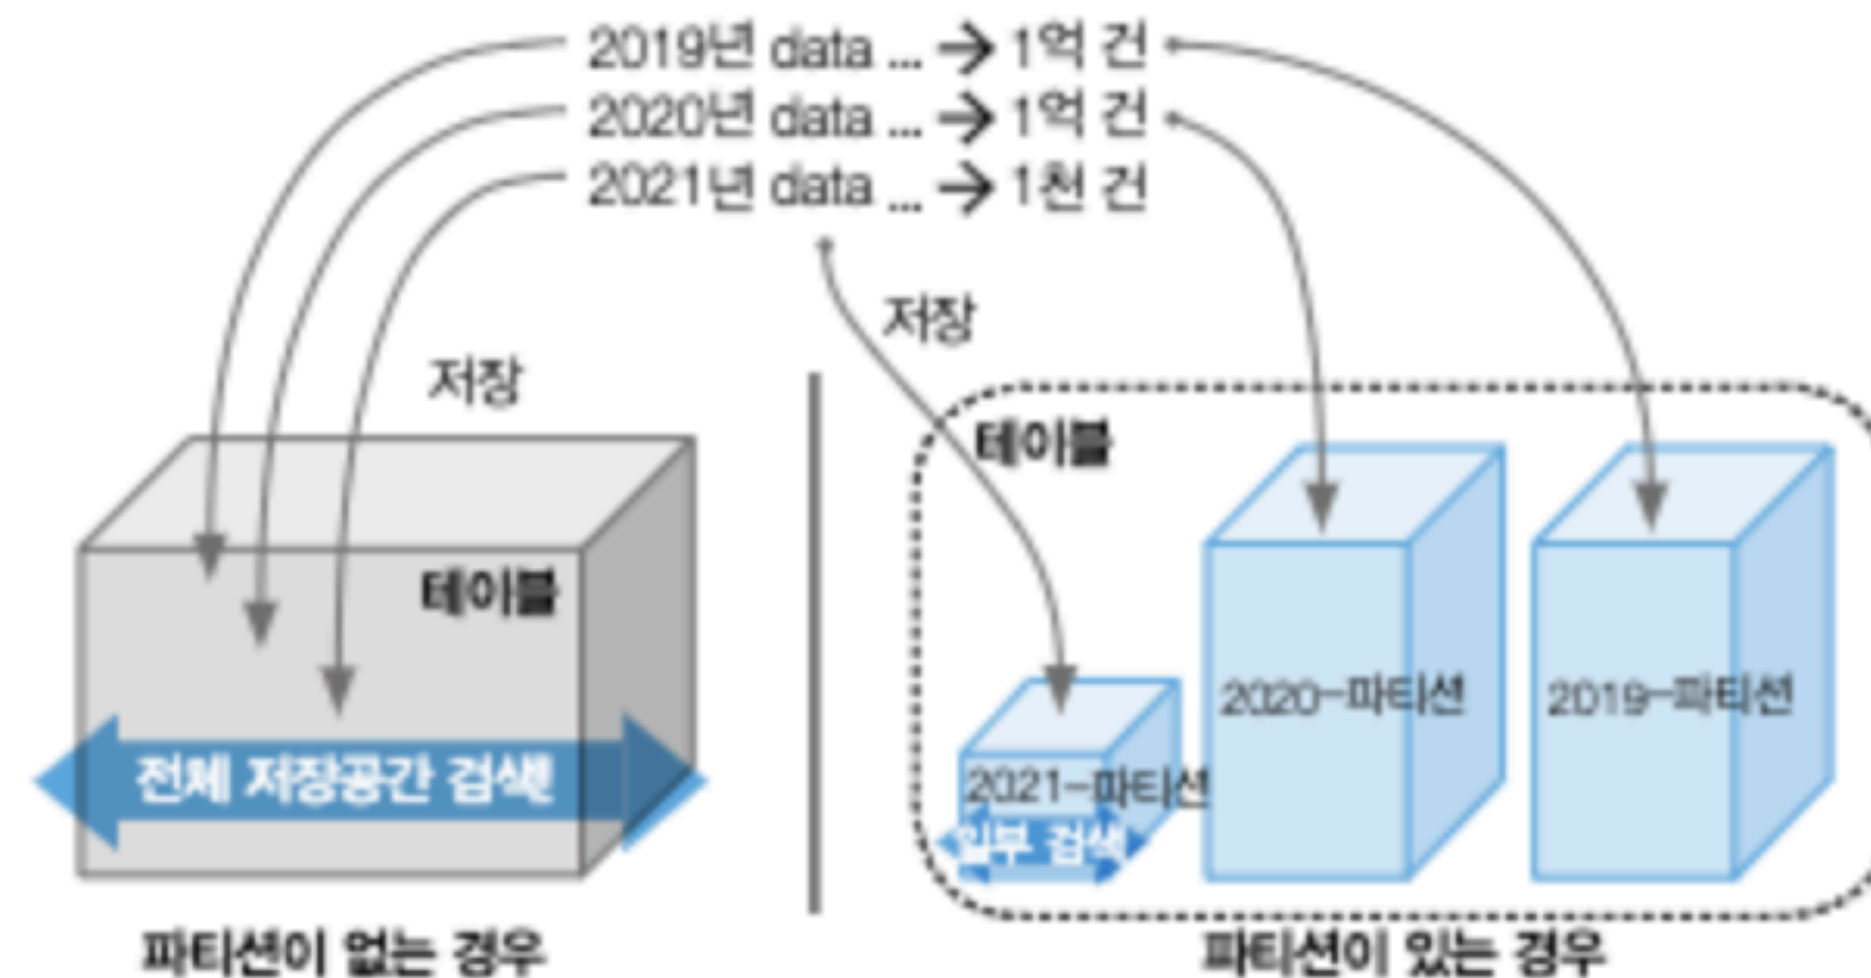 2019년 data ... → 1억 건
2020년 data ... → 1억 건
2021년 data ... → 1천 건
저장
저장
테이블
테이블
2020-파티션
2019-파티션
2021-파티션
전체 저장공간 검색!
일부 검색
파티션이 없는 경우
파티션이 있는 경우